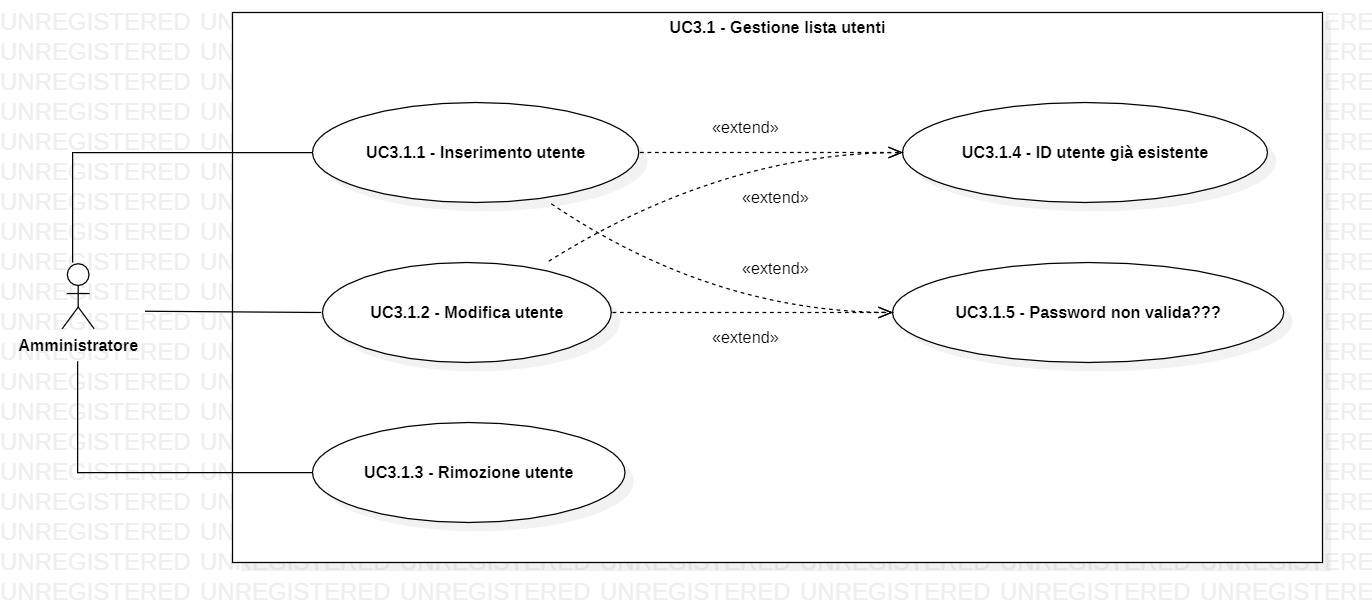 UC3.1 - Gestione lista utenti
UC3.1.1 - Inserimento utente
«extend»
UC3.1.4 - ID utente già esistente
«extend»
«extend»
Amministratore
UC3.1.2 - Modifica utente
«extend»
UC3.1.5 - Password non valida???
UC3.1.3 - Rimozione utente
UNREGISTERED UNREGISTERED UNREGISTERED UNREGISTERED UNREGISTERED UNREGISTERED UNREGISTERED